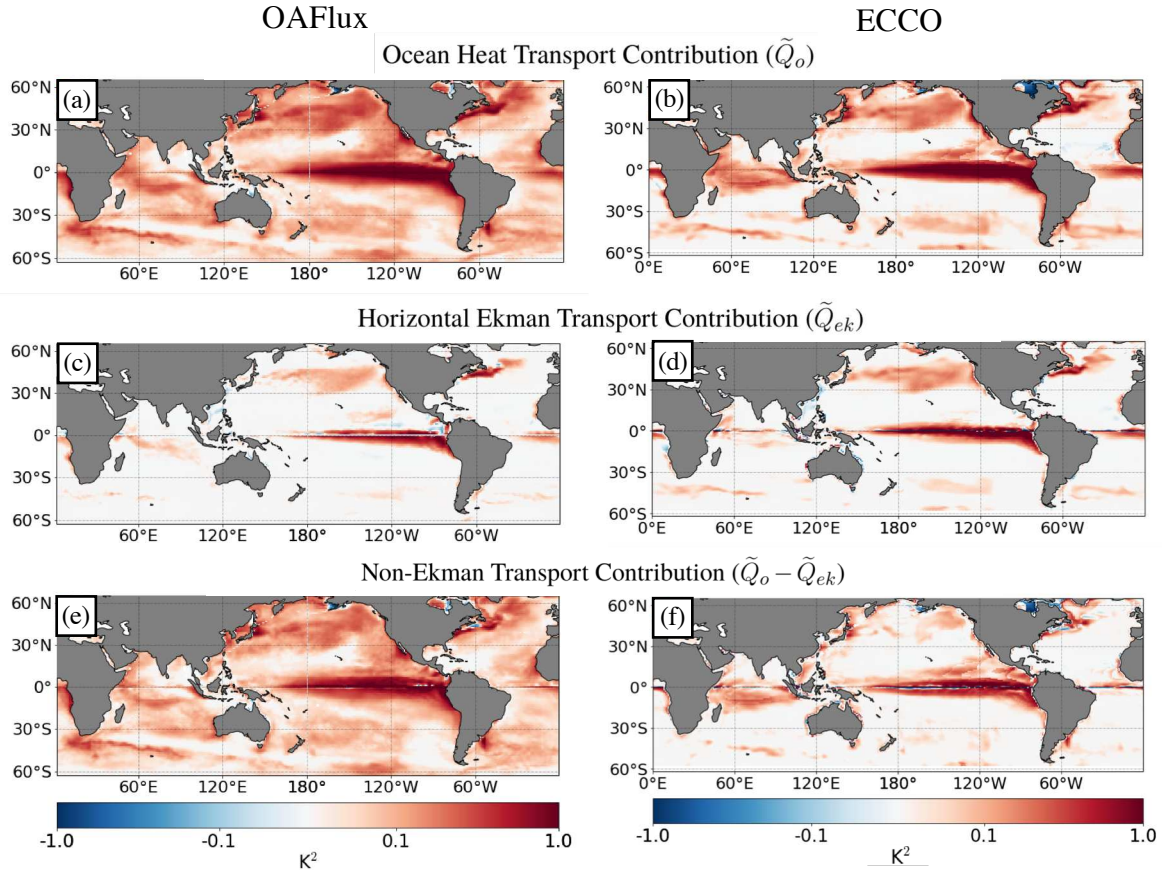 OAFlux ECCO
Ocean Heat Transport Contribution (Q̃ₒ)
(a) (b)
60°N 60°N
30°N 30°N
0° 0°
30°S 30°S
60°S 60°S
60°E 120°E 180° 120°W 60°W 0°E 60°E 120°E 180° 120°W 60°W
Horizontal Ekman Transport Contribution (Q̃ₑₖ)
(c) (d)
60°N 60°N
30°N 30°N
0° 0°
30°S 30°S
60°S 60°S
60°E 120°E 180° 120°W 60°W 0°E 60°E 120°E 180° 120°W 60°W
Non-Ekman Transport Contribution (Q̃ₒ − Q̃ₑₖ)
(e) (f)
60°N 60°N
30°N 30°N
0° 0°
30°S 30°S
60°S 60°S
60°E 120°E 180° 120°W 60°W 0°E 60°E 120°E 180° 120°W 60°W
-1.0 -0.1 0.1 1.0 -1.0 -0.1 0.1 1.0
K² K²